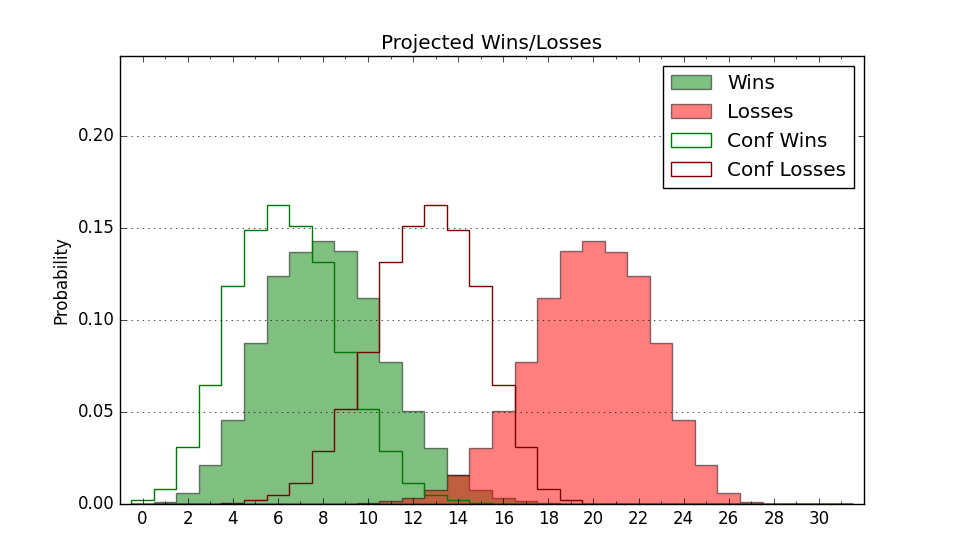 Projected Wins/Losses
Wins
Losses
Conf Wins
Conf Losses
Probability
0.20
0.15
0.10
0.05
0.00
0 2 4 6 8 10 12 14 16 18 20 22 24 26 28 30